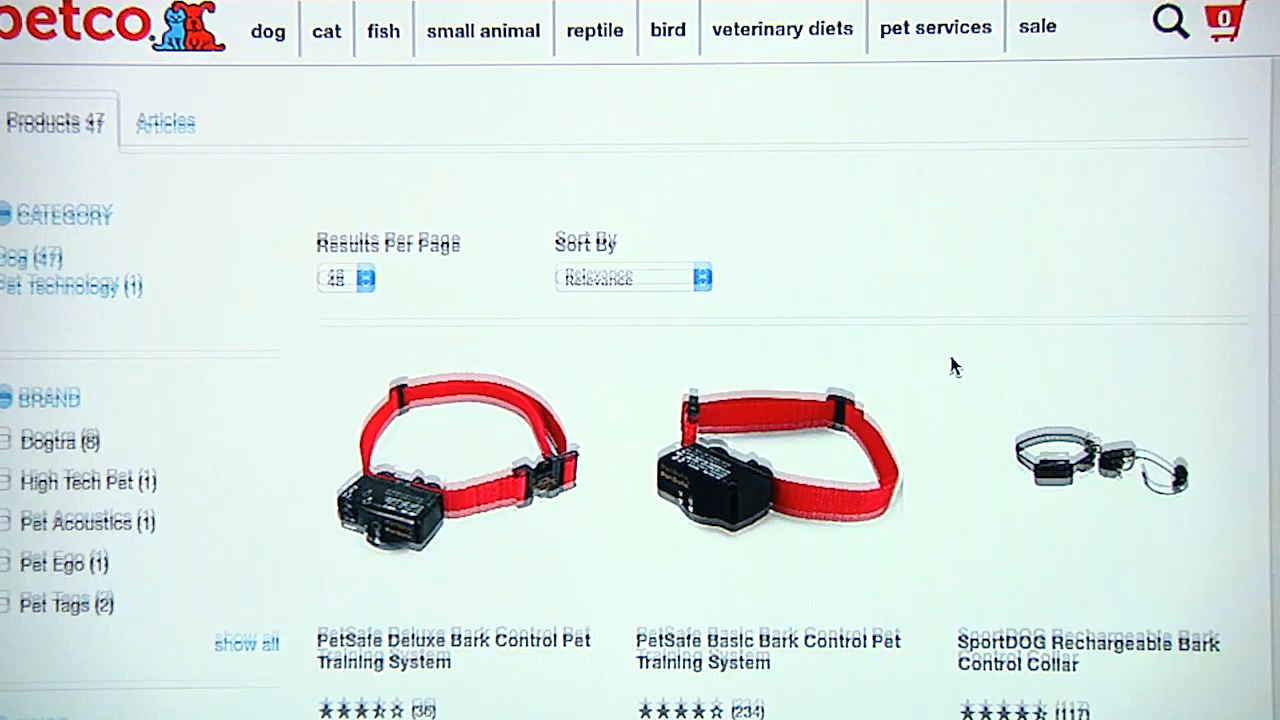 petco
dog
cat
fish
small animal
reptile
bird
veterinary diets
pet services
sale
0
Products 47
Articles
CATEGORY
Dog (47)
Pet Technology (1)
Results Per Page
Sort By
48
Relevance
BRAND
Dogtra (8)
High Tech Pet (1)
Pet Acoustics (1)
Pet Ego (1)
Pet Tags (2)
show all
PetSafe Deluxe Bark Control Pet
Training System
(36)
PetSafe Basic Bark Control Pet
Training System
(234)
SportDOG Rechargeable Bark
Control Collar
(117)